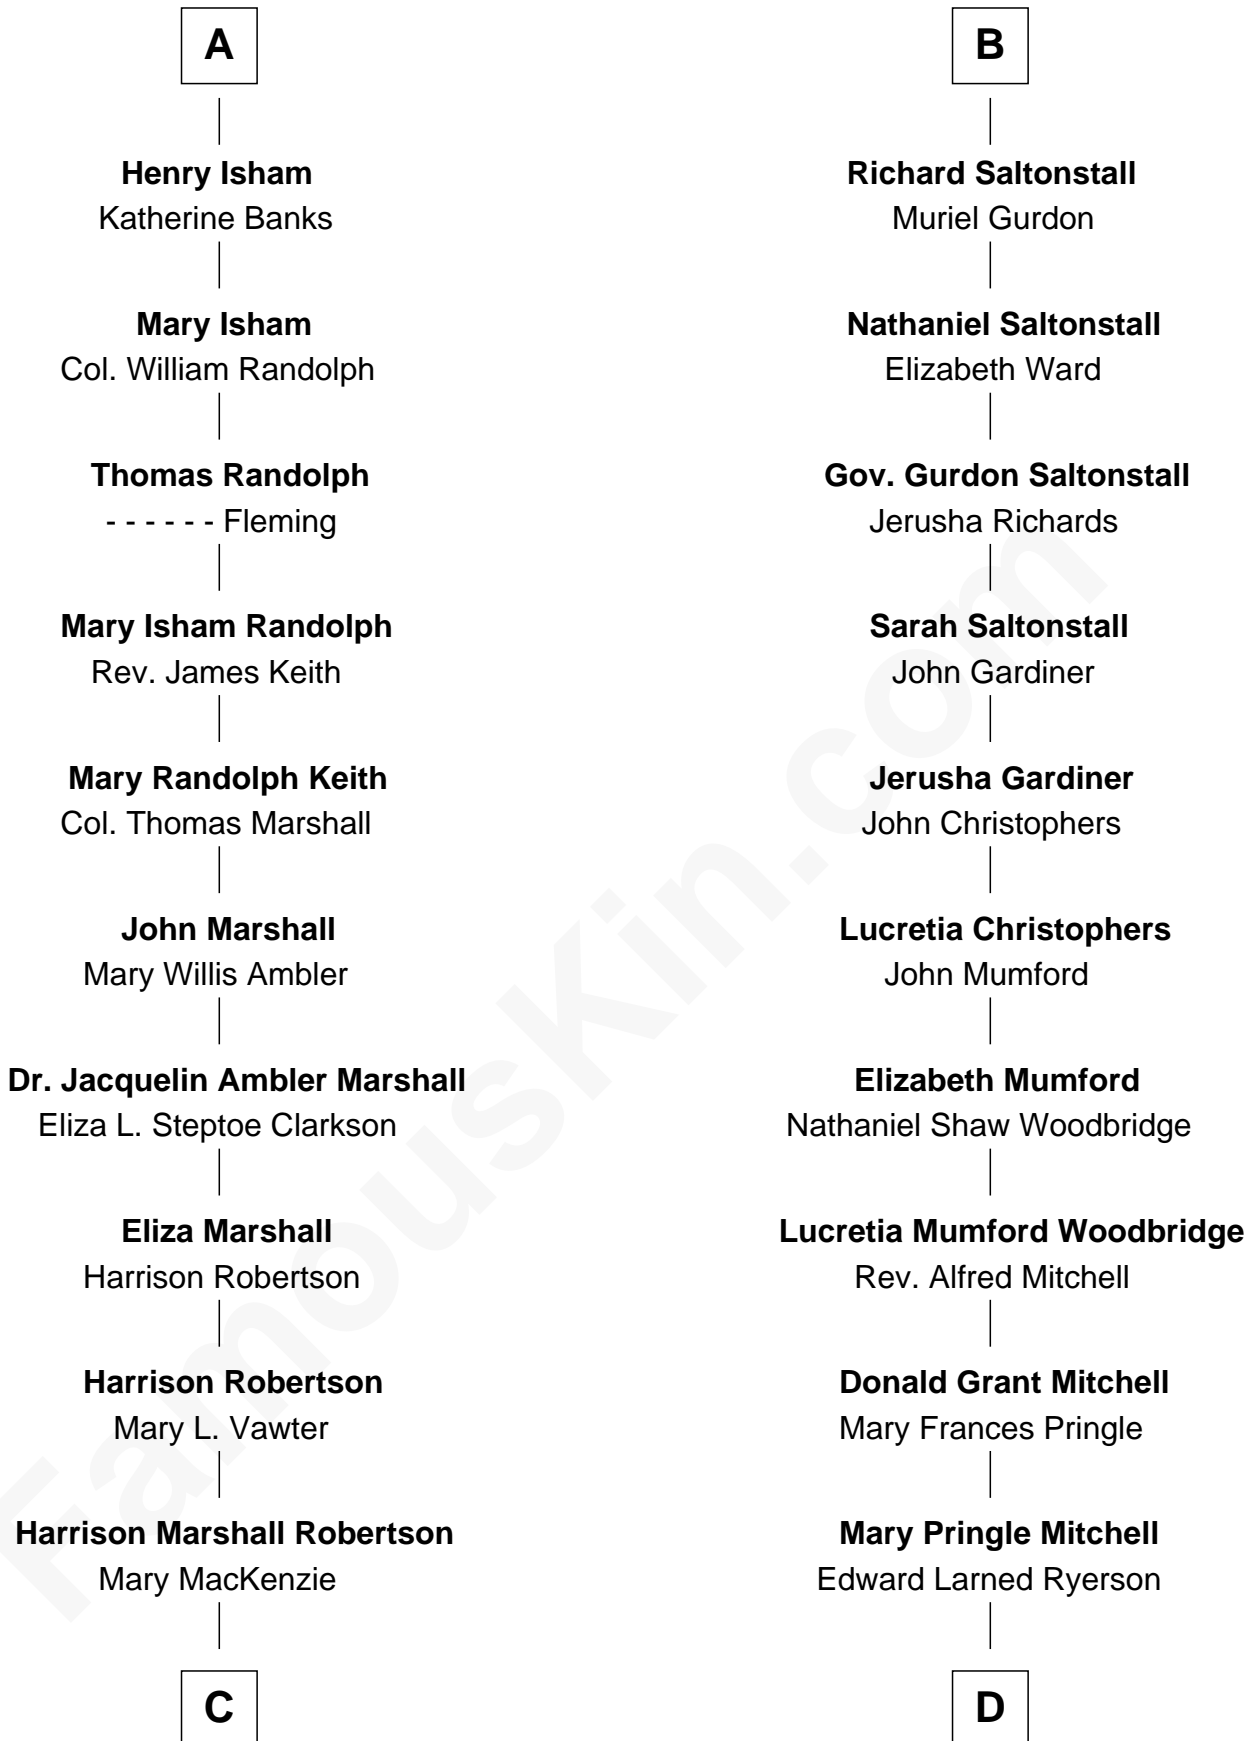 A
Henry Isham
Katherine Banks
Mary Isham
Col. William Randolph
Thomas Randolph
- - - - - - Fleming
Mary Isham Randolph
Rev. James Keith
Mary Randolph Keith
Col. Thomas Marshall
John Marshall
Mary Willis Ambler
Dr. Jacquelin Ambler Marshall
Eliza L. Steptoe Clarkson
Eliza Marshall
Harrison Robertson
Harrison Robertson
Mary L. Vawter
Harrison Marshall Robertson
Mary MacKenzie
C
B
Richard Saltonstall
Muriel Gurdon
Nathaniel Saltonstall
Elizabeth Ward
Gov. Gurdon Saltonstall
Jerusha Richards
Sarah Saltonstall
John Gardiner
Jerusha Gardiner
John Christophers
Lucretia Christophers
John Mumford
Elizabeth Mumford
Nathaniel Shaw Woodbridge
Lucretia Mumford Woodbridge
Rev. Alfred Mitchell
Donald Grant Mitchell
Mary Frances Pringle
Mary Pringle Mitchell
Edward Larned Ryerson
D
FamousKin.com